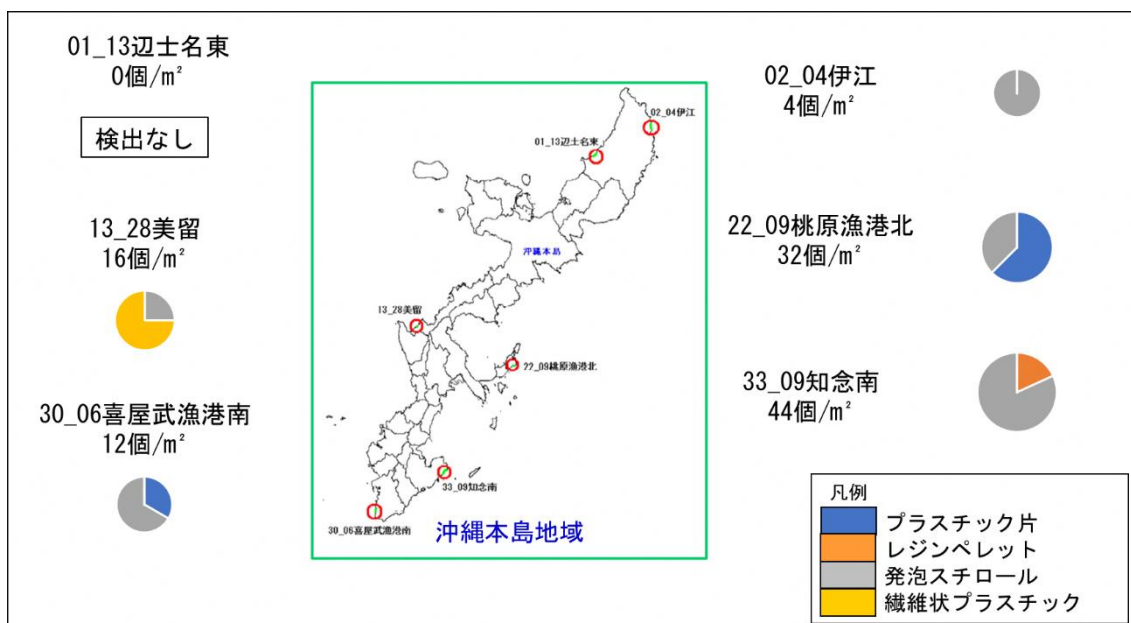 01_13辺士名東
0個/m²
検出なし
13_28美留
16個/m²
30_06喜屋武漁港南
12個/m²
02_04伊江
01_13辺士名東
沖縄本島
13_28美留
22_09桃原漁港北
33_09知念南
30_06喜屋武漁港南
沖縄本島地域
02_04伊江
4個/m²
22_09桃原漁港北
32個/m²
33_09知念南
44個/m²
凡例
プラスチック片
レジンペレット
発泡スチロール
繊維状プラスチック